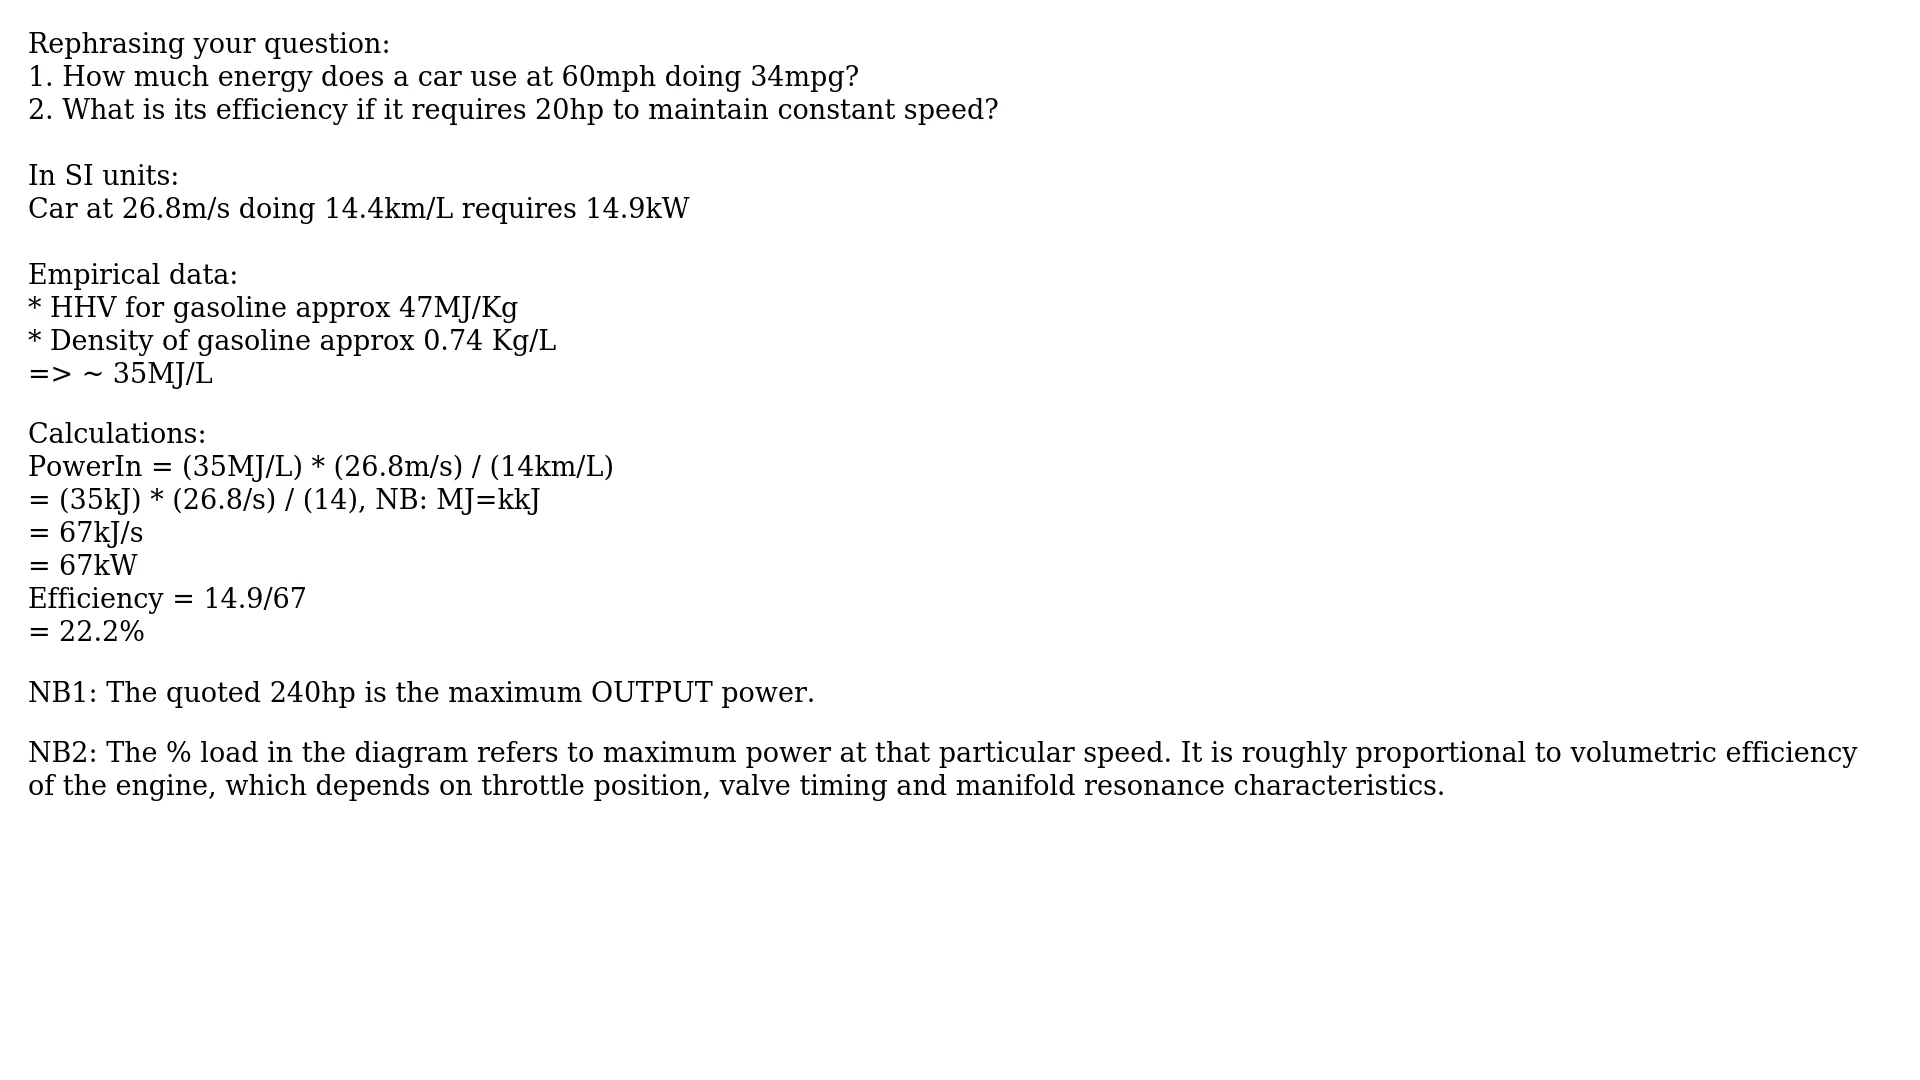 Rephrasing your question:
1. How much energy does a car use at 60mph doing 34mpg?
2. What is its efficiency if it requires 20hp to maintain constant speed?
In SI units:
Car at 26.8m/s doing 14.4km/L requires 14.9kW
Empirical data:
* HHV for gasoline approx 47MJ/Kg
* Density of gasoline approx 0.74 Kg/L
=> ~ 35MJ/L
Calculations:
PowerIn = (35MJ/L) * (26.8m/s) / (14km/L)
= (35kJ) * (26.8/s) / (14), NB: MJ=kkJ
= 67kJ/s
= 67kW
Efficiency = 14.9/67
= 22.2%
NB1: The quoted 240hp is the maximum OUTPUT power.
NB2: The % load in the diagram refers to maximum power at that particular speed. It is roughly proportional to volumetric efficiency
of the engine, which depends on throttle position, valve timing and manifold resonance characteristics.